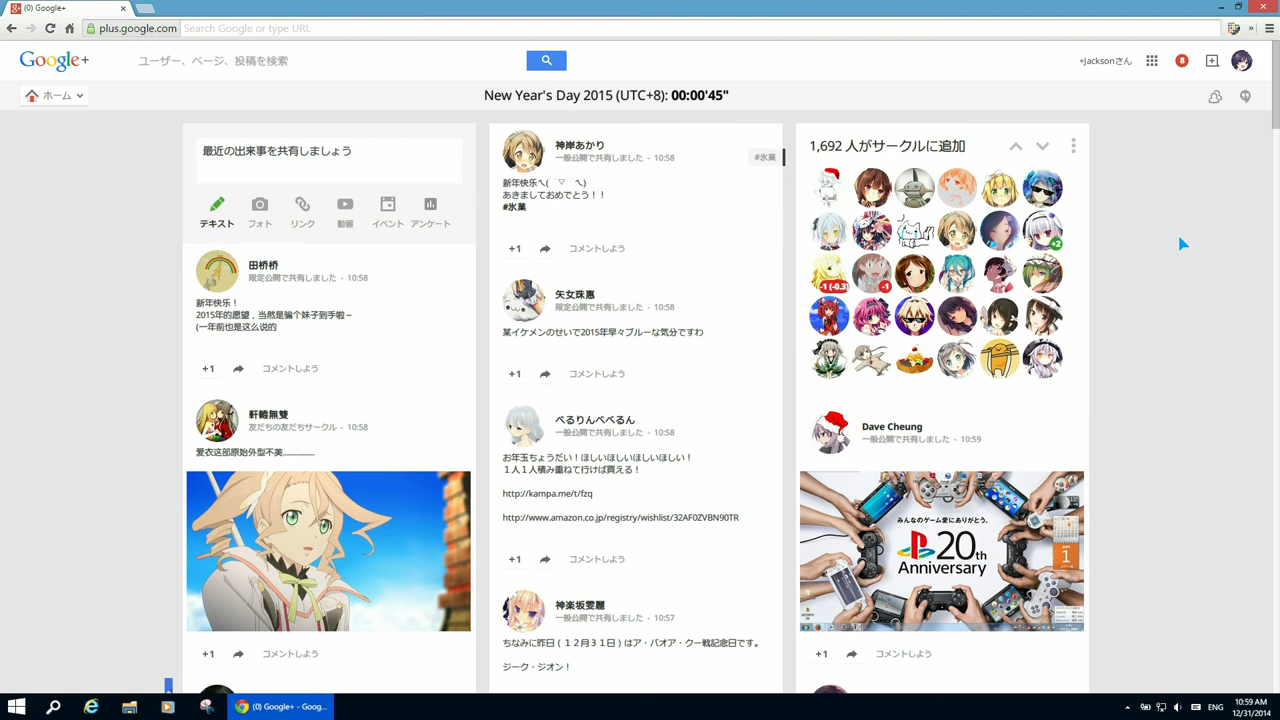 (0) Google+
plus.google.com
Search Google or type URL
Google+
ユーザー、ページ、投稿を検索
+Jacksonさん
8
ホーム
New Year's Day 2015 (UTC+8): 00:00'45"
最近の出来事を共有しましょう
テキスト
フォト
リンク
動画
イベント
アンケート
田桥桥
限定公開で共有しました - 10:58
新年快乐！
2015年的愿望，当然是骗个妹子到手啦～
(一年前也是这么说的
+1
コメントしよう
軒轅無雙
友だちの友だちサークル - 10:58
爱衣这部原始外型不美...............
+1
コメントしよう
神岸あかり
一般公開で共有しました - 10:58
#氷菓
新年快乐ヘ(　▽　ヘ)
あきましておめでとう！！
#氷菓
+1
コメントしよう
矢女珠惠
限定公開で共有しました - 10:58
某イケメンのせいで2015年早々ブルーな気分ですわ
+1
コメントしよう
べるりんべべるん
一般公開で共有しました - 10:58
お年玉ちょうだい！ほしいほしいほしいほしい！
１人１人積み重ねて行けば買える！
http://kampa.me/t/fzq
http://www.amazon.co.jp/registry/wishlist/32AF0ZVBN90TR
+1
コメントしよう
神楽坂雯麗
一般公開で共有しました - 10:57
ちなみに昨日（１２月３１日）はア・バオア・クー戦記念日です。
ジーク・ジオン！
1,692 人がサークルに追加
+2
-1 (-0.3)
-1
Dave Cheung
一般公開で共有しました - 10:59
みんなのゲーム愛にありがとう。
20th
Anniversary
1
+1
コメントしよう
(0) Google+ - Goog...
ENG
10:59 AM
12/31/2014